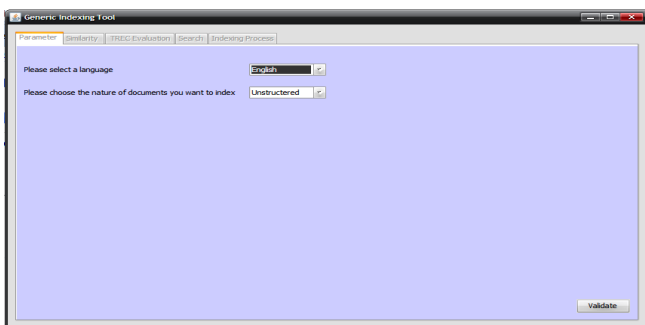 Generic Indexing Tool
Parameter Similarity TREC Evaluation Search Indexing Process
Please select a language English
Please choose the nature of documents you want to index Unstructered
Validate